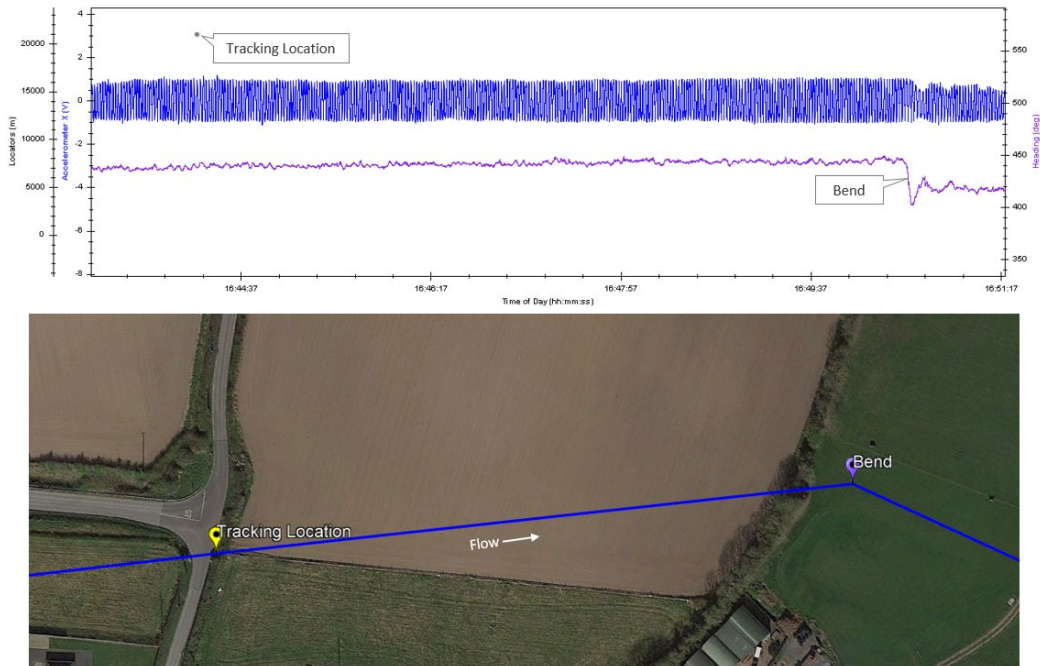 4
2
0
-2
-4
-6
-8
20000
15000
10000
5000
0
Locators (m)
Accelerometer X (V)
Tracking Location
Bend
550
500
450
400
350
Heading (deg)
16:44:37
16:46:17
16:47:57
16:49:37
16:51:17
Time of Day (hh:mm:ss)
Bend
Tracking Location
Flow